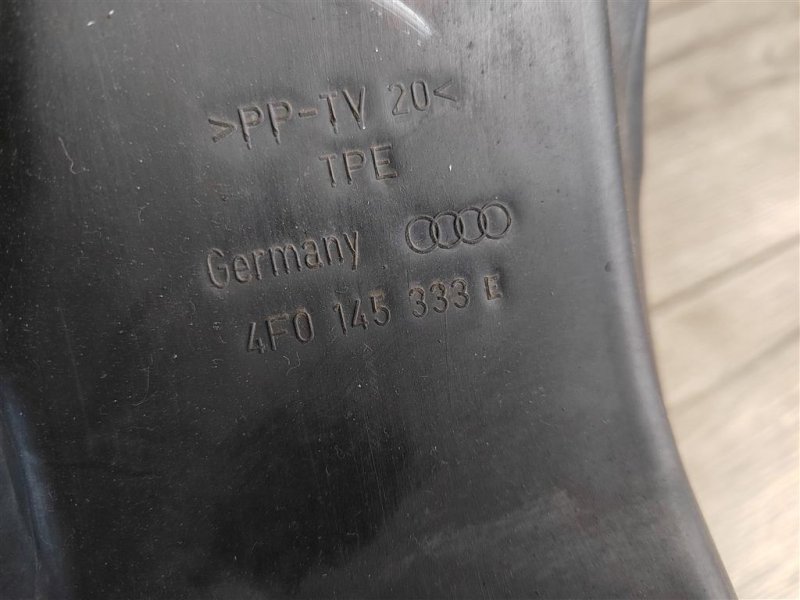 >PP-TV 20<
TPE
Germany
4F0 145 333 E